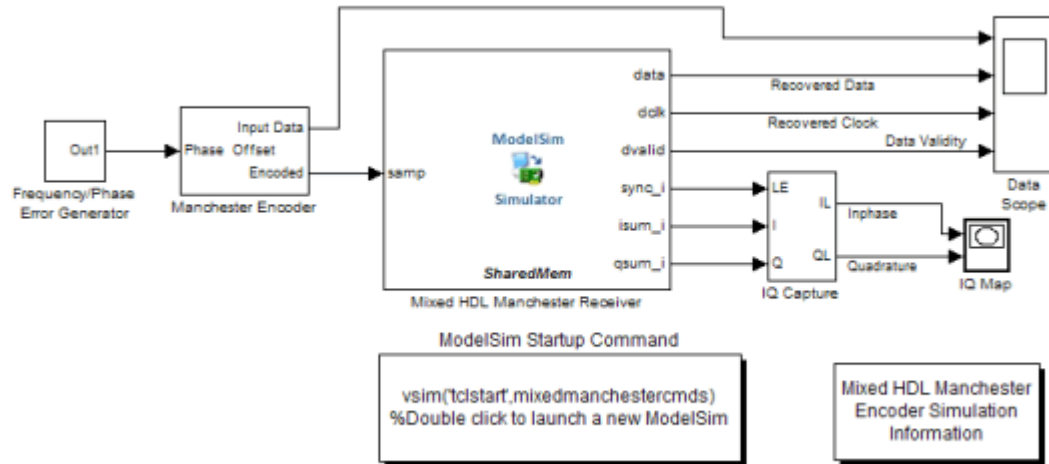 Out1
Frequency/Phase
Error Generator
Input Data
Phase Offset
Encoded
Manchester Encoder
samp
ModelSim
Simulator
SharedMem
data
dclk
dvalid
sync_i
isum_i
qsum_i
Mixed HDL Manchester Receiver
Recovered Data
Recovered Clock
Data Validity
Data
Scope
LE
I
Q
IL
QL
IQ Capture
Inphase
Quadrature
IQ Map
ModelSim Startup Command
vsim('tclstart',mixedmanchestercmds)
%Double click to launch a new ModelSim
Mixed HDL Manchester
Encoder Simulation
Information